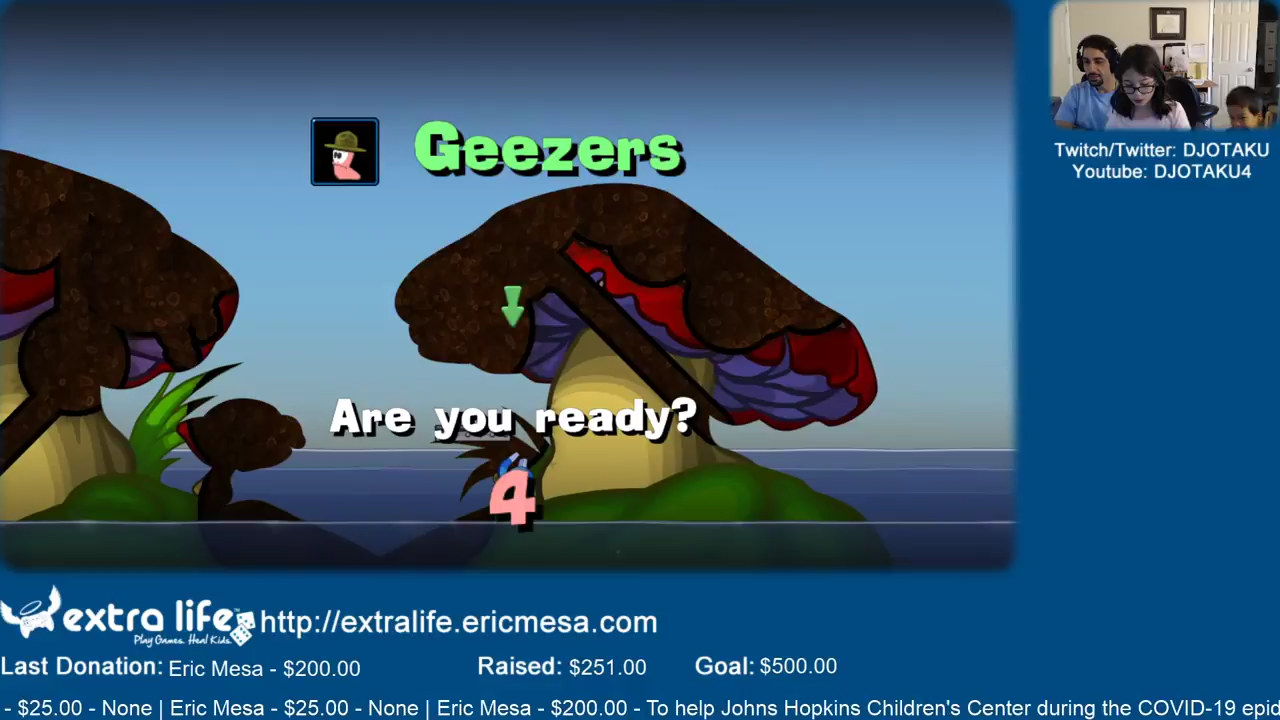 Geezers
Twitch/Twitter: DJOTAKU
Youtube: DJOTAKU4
Are you ready?
4
extra life
Play Games. Heal Kids.
http://extralife.ericmesa.com
Last Donation: Eric Mesa - $200.00
Raised: $251.00
Goal: $500.00
- $25.00 - None | Eric Mesa - $25.00 - None | Eric Mesa - $200.00 - To help Johns Hopkins Children's Center during the COVID-19 epid